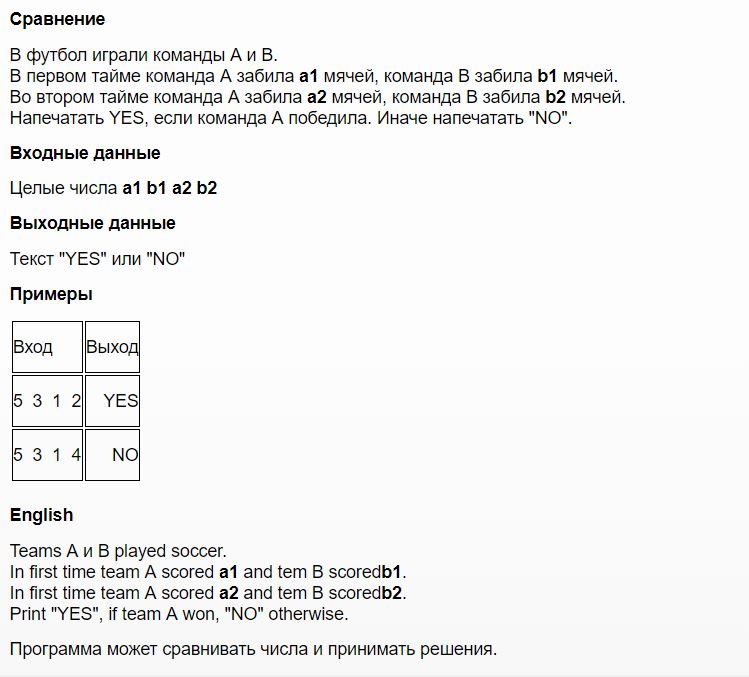 Сравнение
В футбол играли команды А и В.
В первом тайме команда А забила a1 мячей, команда В забила b1 мячей.
Во втором тайме команда А забила a2 мячей, команда В забила b2 мячей.
Напечатать YES, если команда А победила. Иначе напечатать "NO".
Входные данные
Целые числа a1 b1 a2 b2
Выходные данные
Текст "YES" или "NO"
Примеры
Вход Выход
5 3 1 2 YES
5 3 1 4 NO
English
Teams A и B played soccer.
In first time team A scored a1 and tem B scoredb1.
In first time team A scored a2 and tem B scoredb2.
Print "YES", if team A won, "NO" otherwise.
Программа может сравнивать числа и принимать решения.